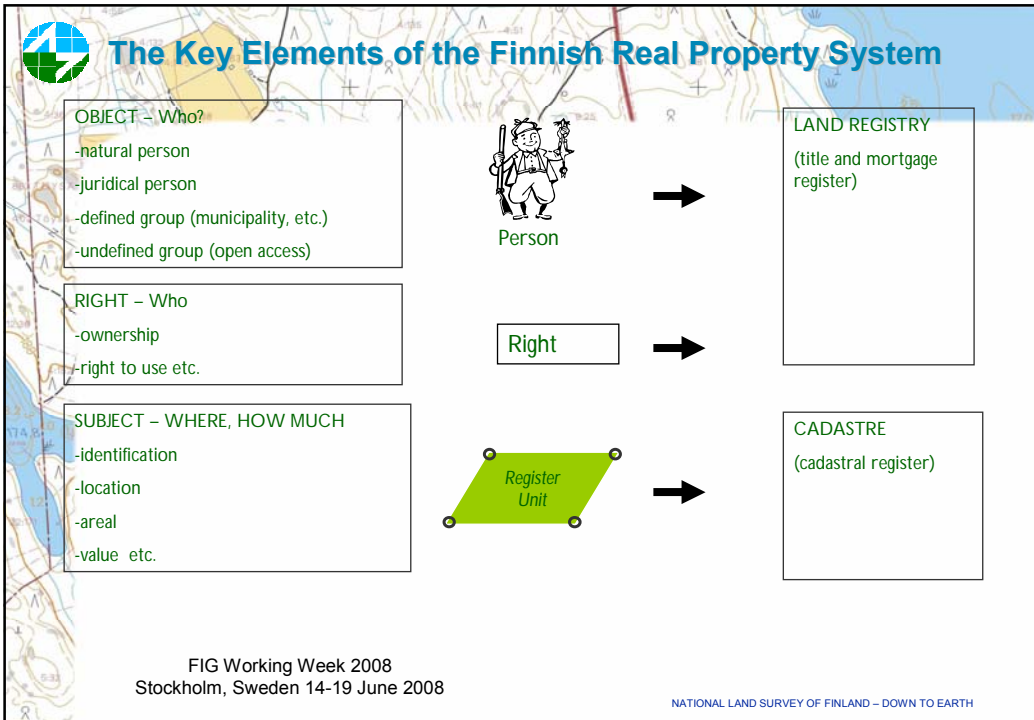 The Key Elements of the Finnish Real Property System
OBJECT – Who?
-natural person
-juridical person
-defined group (municipality, etc.)
-undefined group (open access)
Person
LAND REGISTRY
(title and mortgage
register)
RIGHT – Who
-ownership
-right to use etc.
Right
SUBJECT – WHERE, HOW MUCH
-identification
-location
-areal
-value etc.
Register
Unit
CADASTRE
(cadastral register)
FIG Working Week 2008
Stockholm, Sweden 14-19 June 2008
NATIONAL LAND SURVEY OF FINLAND – DOWN TO EARTH